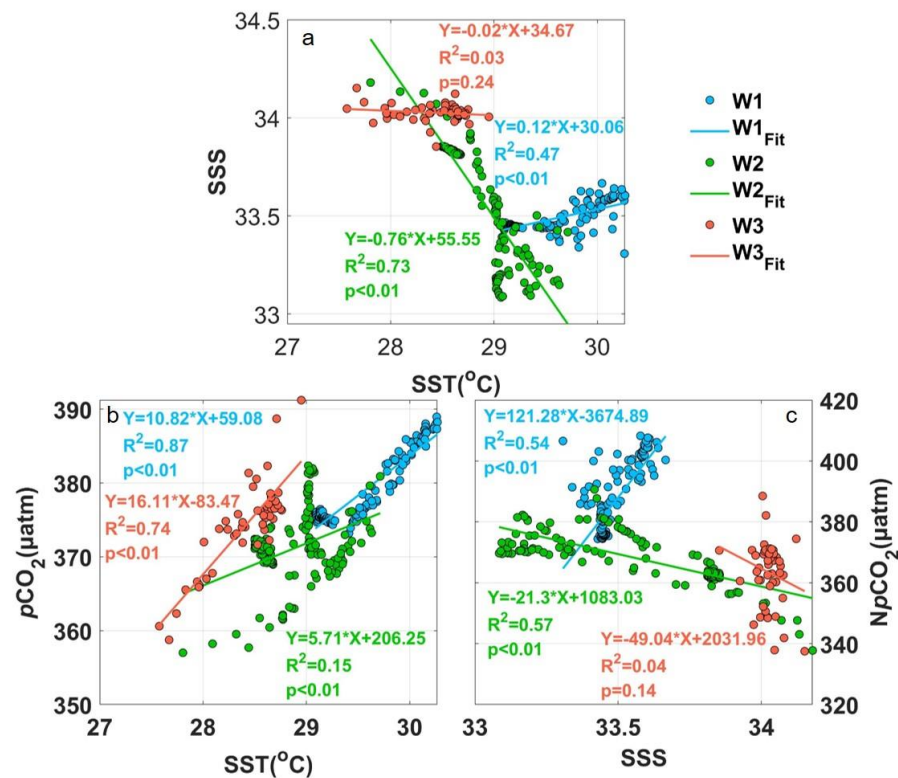 34.5
34
33.5
33
SSS
a
Y=-0.02*X+34.67
R2=0.03
p=0.24
Y=0.12*X+30.06
R2=0.47
p<0.01
Y=-0.76*X+55.55
R2=0.73
p<0.01
27 28 29 30
SST(oC)
W1
W1Fit
W2
W2Fit
W3
W3Fit
390
380
370
360
350
pCO2(µatm)
b
Y=10.82*X+59.08
R2=0.87
p<0.01
Y=16.11*X-83.47
R2=0.74
p<0.01
Y=5.71*X+206.25
R2=0.15
p<0.01
27 28 29 30
SST(oC)
c
Y=121.28*X-3674.89
R2=0.54
p<0.01
Y=-21.3*X+1083.03
R2=0.57
p<0.01
Y=-49.04*X+2031.96
R2=0.04
p=0.14
420
400
380
360
340
320
NpCO2(µatm)
33 33.5 34
SSS